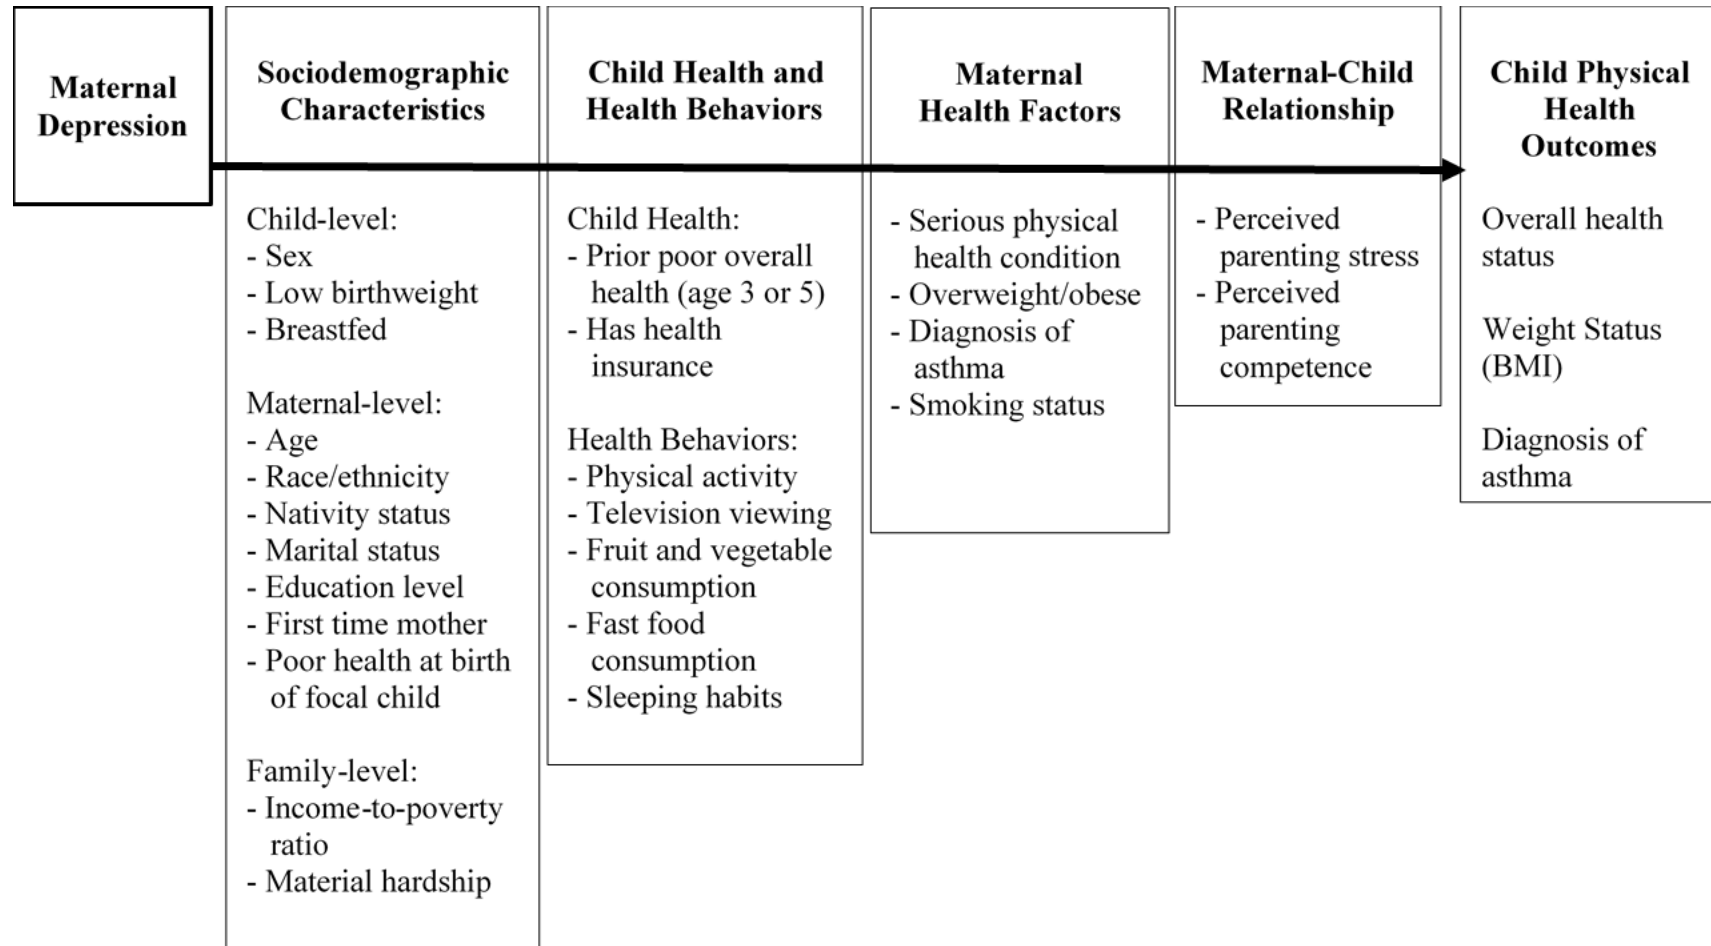 Maternal
Depression
Sociodemographic
Characteristics
Child-level:
- Sex
- Low birthweight
- Breastfed
Maternal-level:
- Age
- Race/ethnicity
- Nativity status
- Marital status
- Education level
- First time mother
- Poor health at birth
of focal child
Family-level:
- Income-to-poverty
ratio
- Material hardship
Child Health and
Health Behaviors
Child Health:
- Prior poor overall
health (age 3 or 5)
- Has health
insurance
Health Behaviors:
- Physical activity
- Television viewing
- Fruit and vegetable
consumption
- Fast food
consumption
- Sleeping habits
Maternal
Health Factors
- Serious physical
health condition
- Overweight/obese
- Diagnosis of
asthma
- Smoking status
Maternal-Child
Relationship
- Perceived
parenting stress
- Perceived
parenting
competence
Child Physical
Health
Outcomes
Overall health
status
Weight Status
(BMI)
Diagnosis of
asthma